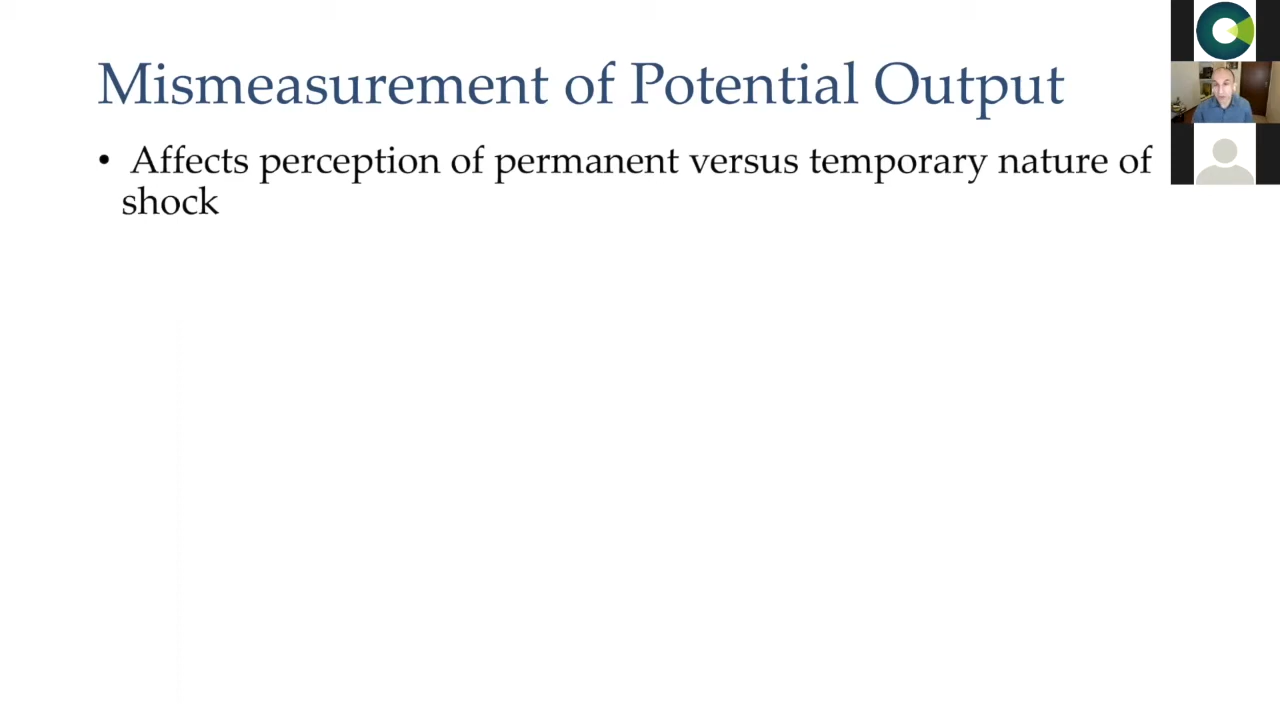 Mismeasurement of Potential Output
• Affects perception of permanent versus temporary nature of
shock